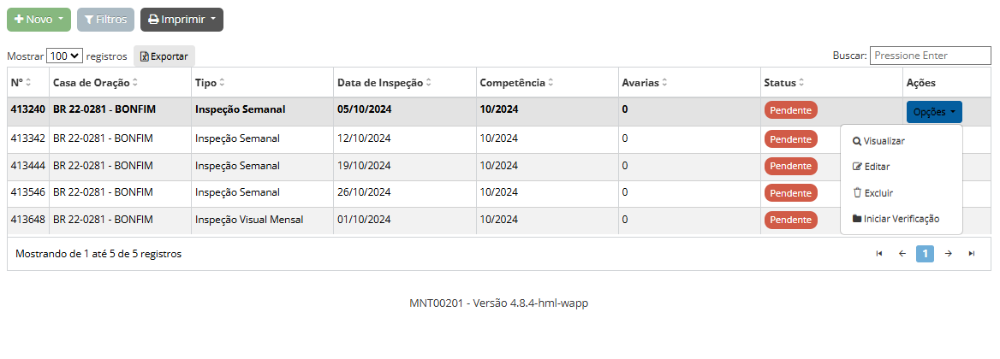 Novo Filtros Imprimir
Mostrar 100 registros Exportar Buscar: Pressione Enter
Nº Casa de Oração Tipo Data de Inspeção Competência Avarias Status Ações
413240 BR 22-0281 - BONFIM Inspeção Semanal 05/10/2024 10/2024 0 Pendente Opções
413342 BR 22-0281 - BONFIM Inspeção Semanal 12/10/2024 10/2024 0 Pendente
Visualizar
413444 BR 22-0281 - BONFIM Inspeção Semanal 19/10/2024 10/2024 0 Pendente
Editar
413546 BR 22-0281 - BONFIM Inspeção Semanal 26/10/2024 10/2024 0 Pendente
Excluir
413648 BR 22-0281 - BONFIM Inspeção Visual Mensal 01/10/2024 10/2024 0 Pendente
Iniciar Verificação
Mostrando de 1 até 5 de 5 registros 1
MNT00201 - Versão 4.8.4-hml-wapp